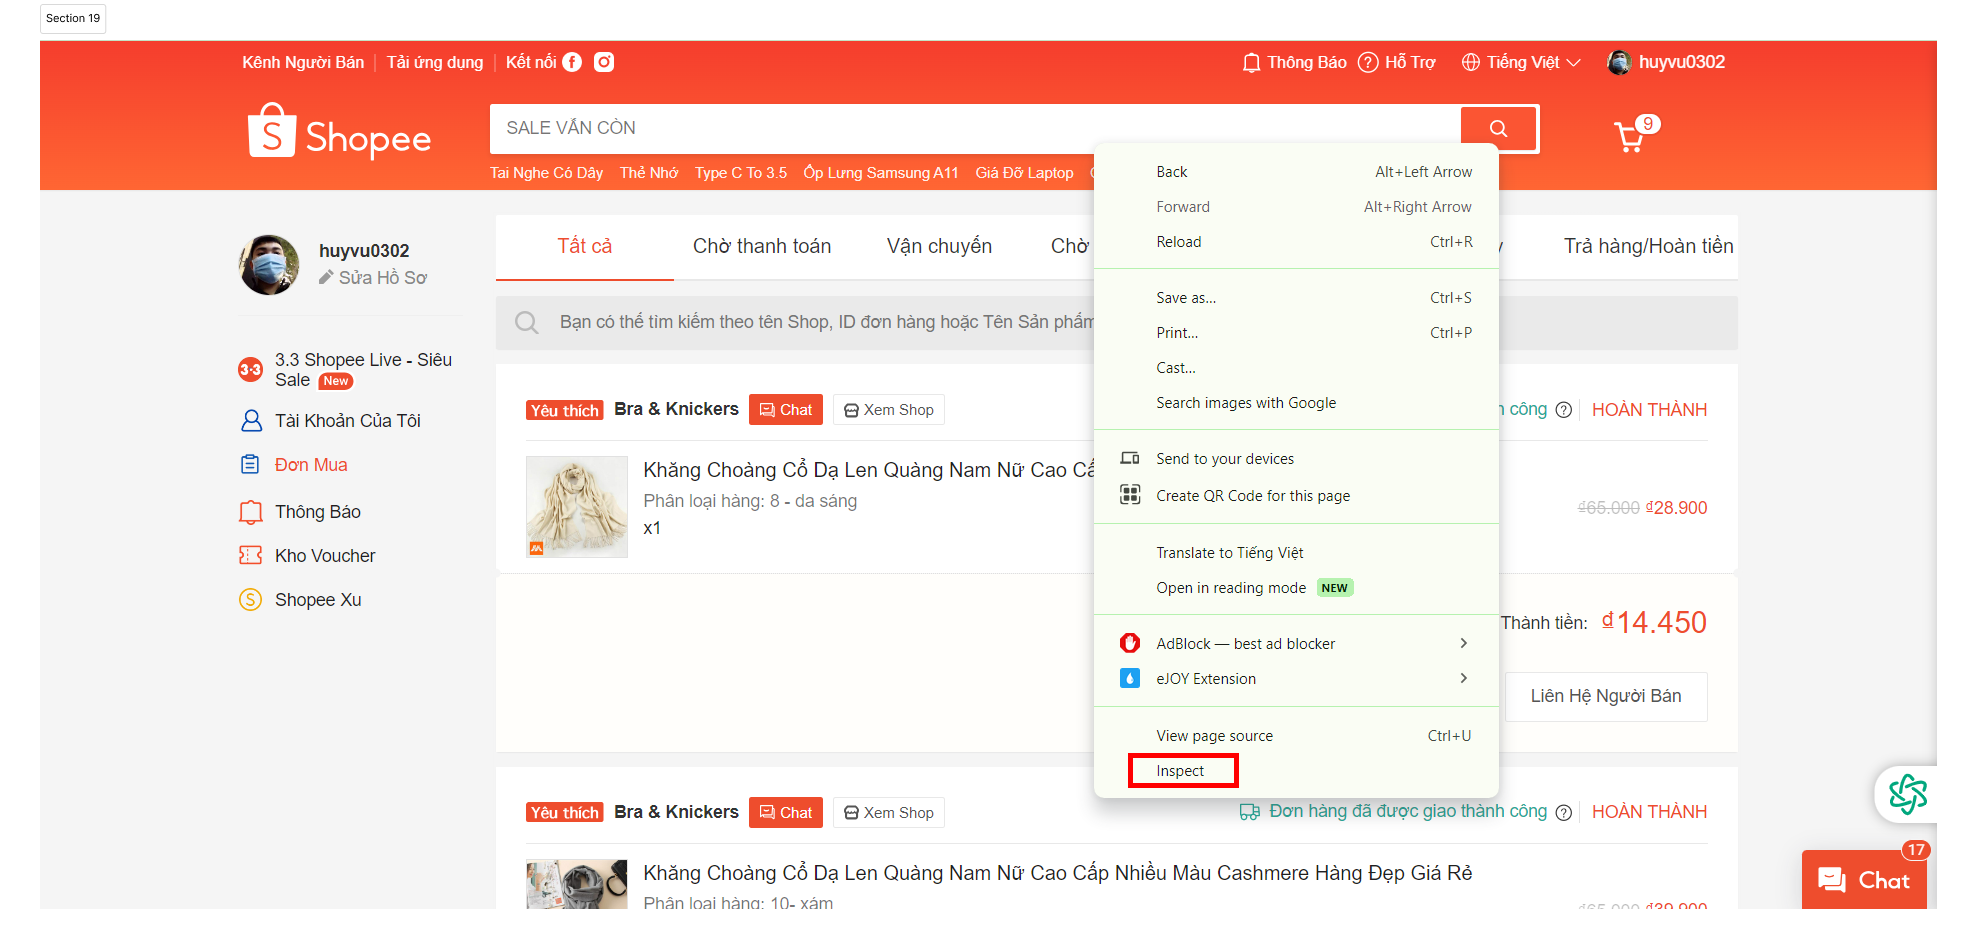 Section 19
Kênh Người Bán Tải ứng dụng Kết nối
Thông Báo Hỗ Trợ Tiếng Việt huyvu0302
Shopee
SALE VẪN CÒN
9
Tai Nghe Có Dây Thẻ Nhớ Type C To 3.5 Ốp Lưng Samsung A11 Giá Đỡ Laptop
huyvu0302
Sửa Hồ Sơ
3.3 Shopee Live - Siêu
Sale New
Tài Khoản Của Tôi
Đơn Mua
Thông Báo
Kho Voucher
Shopee Xu
Tất cả Chờ thanh toán Vận chuyển Chờ Trả hàng/Hoàn tiền
Bạn có thể tìm kiếm theo tên Shop, ID đơn hàng hoặc Tên Sản phẩm
Yêu thích Bra & Knickers Chat Xem Shop
công HOÀN THÀNH
Khăng Choàng Cổ Dạ Len Quàng Nam Nữ Cao Cấ
Phân loại hàng: 8 - da sáng
x1
₫65.000 ₫28.900
Thành tiền: ₫14.450
Liên Hệ Người Bán
Back Alt+Left Arrow
Forward Alt+Right Arrow
Reload Ctrl+R
Save as... Ctrl+S
Print... Ctrl+P
Cast...
Search images with Google
Send to your devices
Create QR Code for this page
Translate to Tiếng Việt
Open in reading mode NEW
AdBlock — best ad blocker
eJOY Extension
View page source Ctrl+U
Inspect
Yêu thích Bra & Knickers Chat Xem Shop
Đơn hàng đã được giao thành công HOÀN THÀNH
Khăng Choàng Cổ Dạ Len Quàng Nam Nữ Cao Cấp Nhiều Màu Cashmere Hàng Đẹp Giá Rẻ
Phân loại hàng: 10- xám
₫65.000 ₫39.900
17
Chat